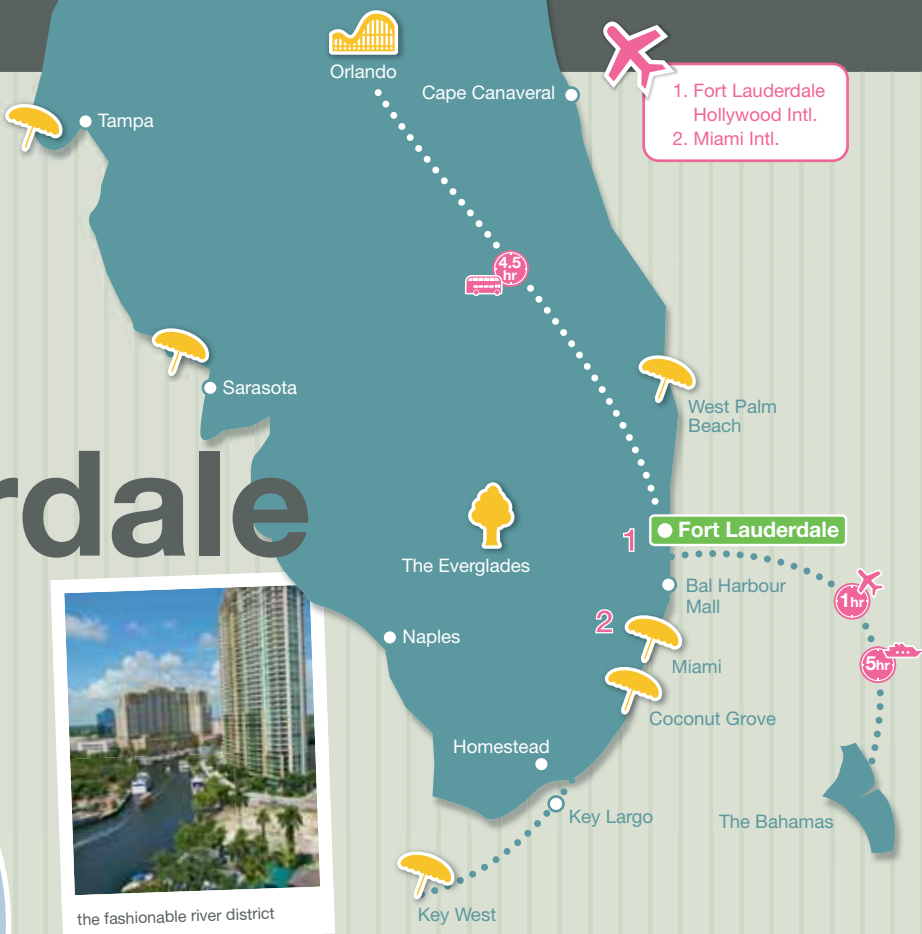 Orlando
Cape Canaveral
1. Fort Lauderdale
Hollywood Intl.
2. Miami Intl.
Tampa
4.5
hr
Sarasota
West Palm
Beach
rdale
1
Fort Lauderdale
The Everglades
Bal Harbour
Mall
1hr
2
Naples
5hr
Miami
Coconut Grove
Homestead
Key Largo
The Bahamas
Key West
the fashionable river district